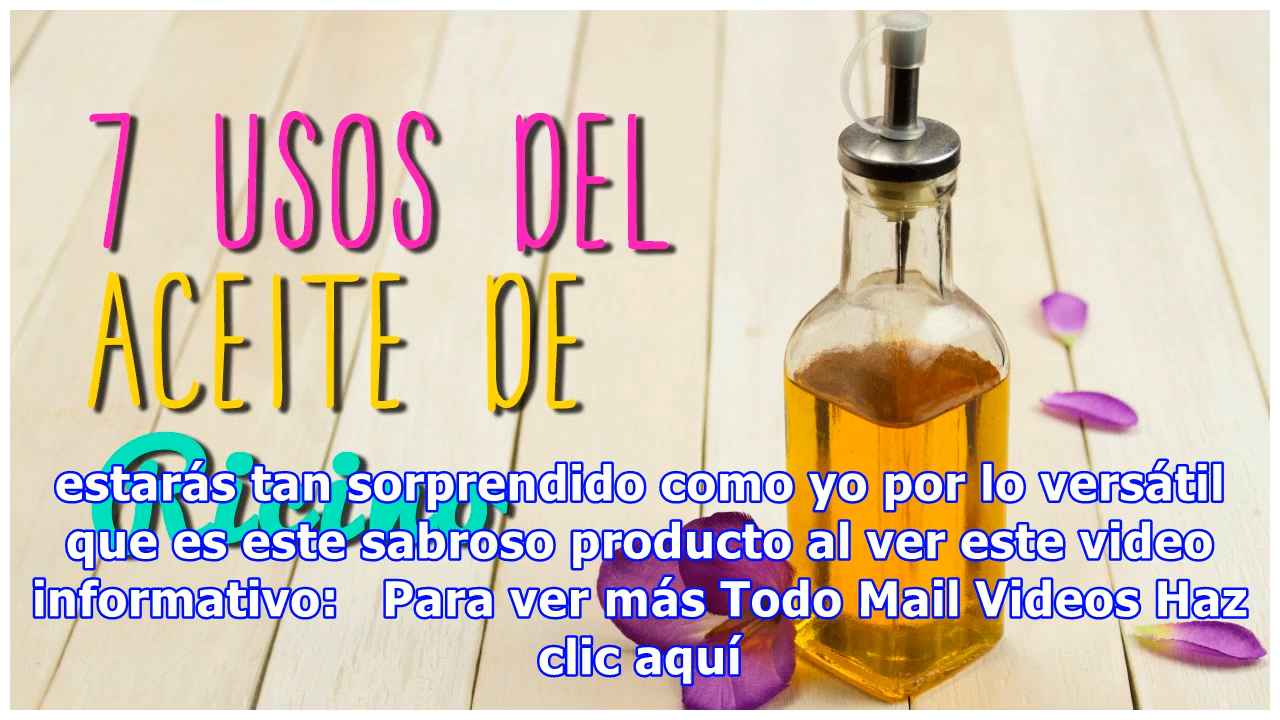 7 USOS DEL
ACEITE DE
Ricino
estarás tan sorprendido como yo por lo versátil
que es este sabroso producto al ver este video
informativo:   Para ver más Todo Mail Videos Haz
clic aquí